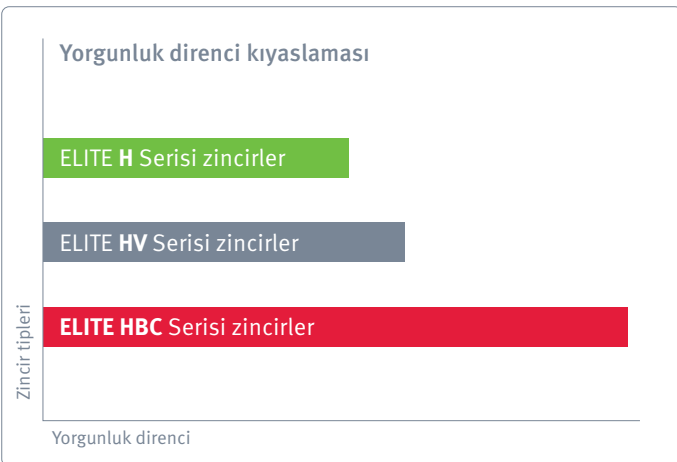 Yorgunluk direnci kıyaslaması
ELITE H Serisi zincirler
ELITE HV Serisi zincirler
ELITE HBC Serisi zincirler
Zincir tipleri
Yorgunluk direnci